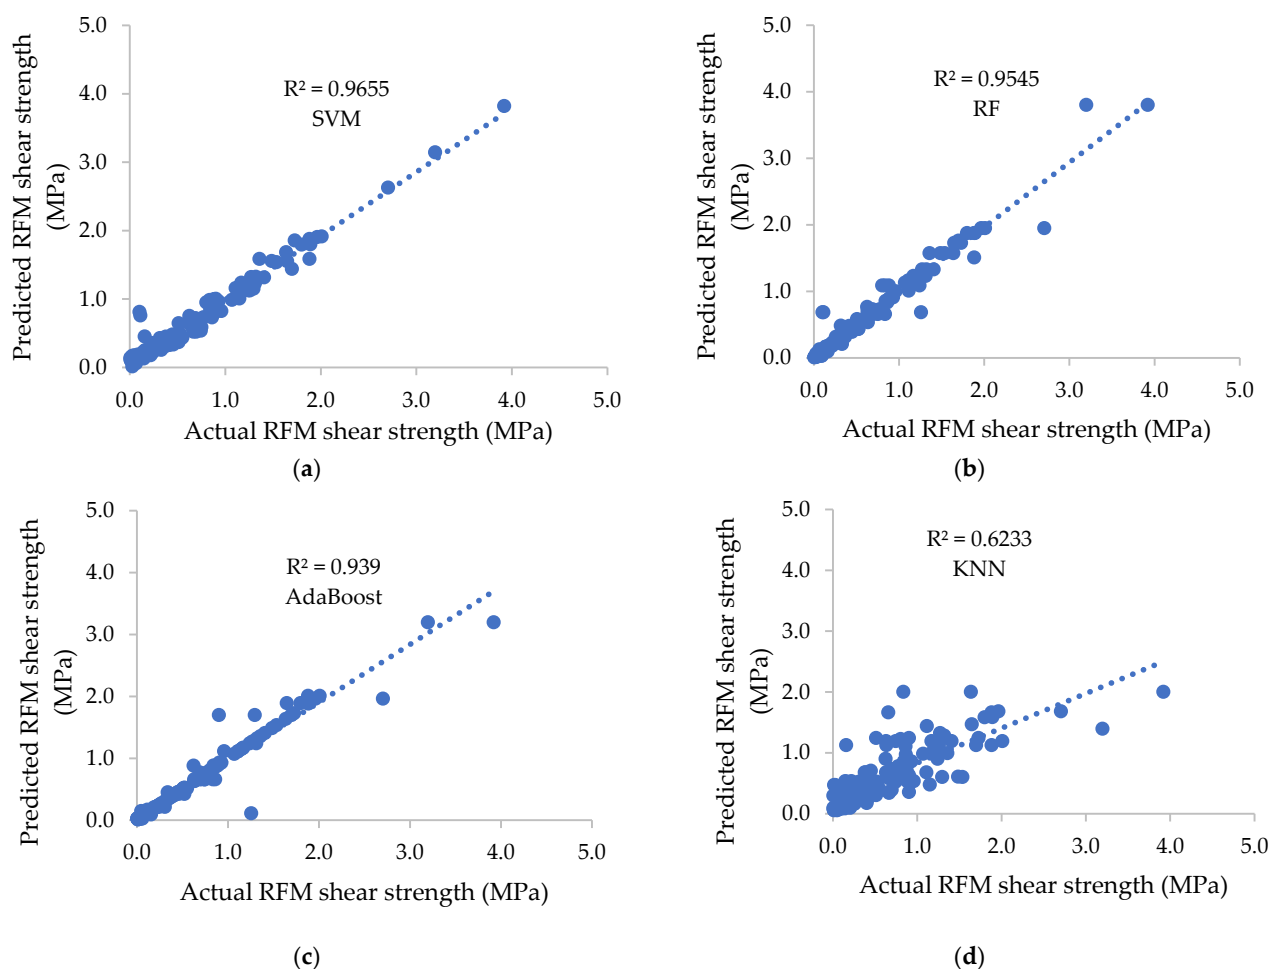 5.0
4.0
3.0
2.0
1.0
0.0
Predicted RFM shear strength
(MPa)
R² = 0.9655
SVM
0.0 1.0 2.0 3.0 4.0 5.0
Actual RFM shear strength (MPa)
(a)
5.0
4.0
3.0
2.0
1.0
0.0
Predicted RFM shear strength
(MPa)
R² = 0.9545
RF
0.0 1.0 2.0 3.0 4.0 5.0
Actual RFM shear strength (MPa)
(b)
5.0
4.0
3.0
2.0
1.0
0.0
Predicted RFM shear strength
(MPa)
R² = 0.939
AdaBoost
0.0 1.0 2.0 3.0 4.0 5.0
Actual RFM shear strength (MPa)
(c)
5.0
4.0
3.0
2.0
1.0
0.0
Predicted RFM shear strength
(MPa)
R² = 0.6233
KNN
0.0 1.0 2.0 3.0 4.0 5.0
Actual RFM shear strength (MPa)
(d)